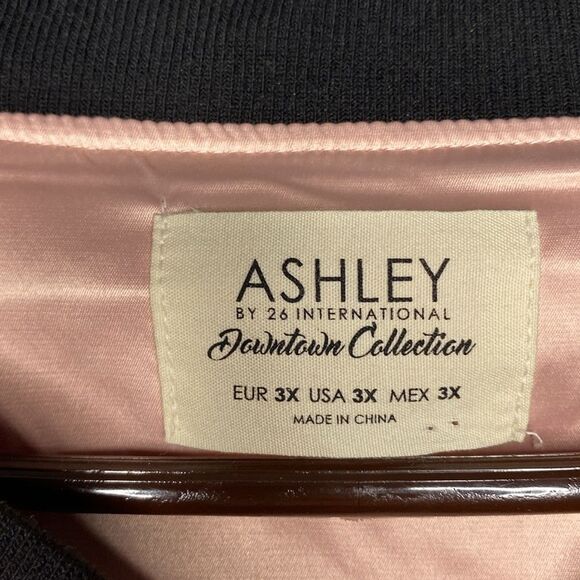 ASHLEY
BY 26 INTERNATIONAL
Downtown Collection
EUR 3X USA 3X MEX 3X
MADE IN CHINA